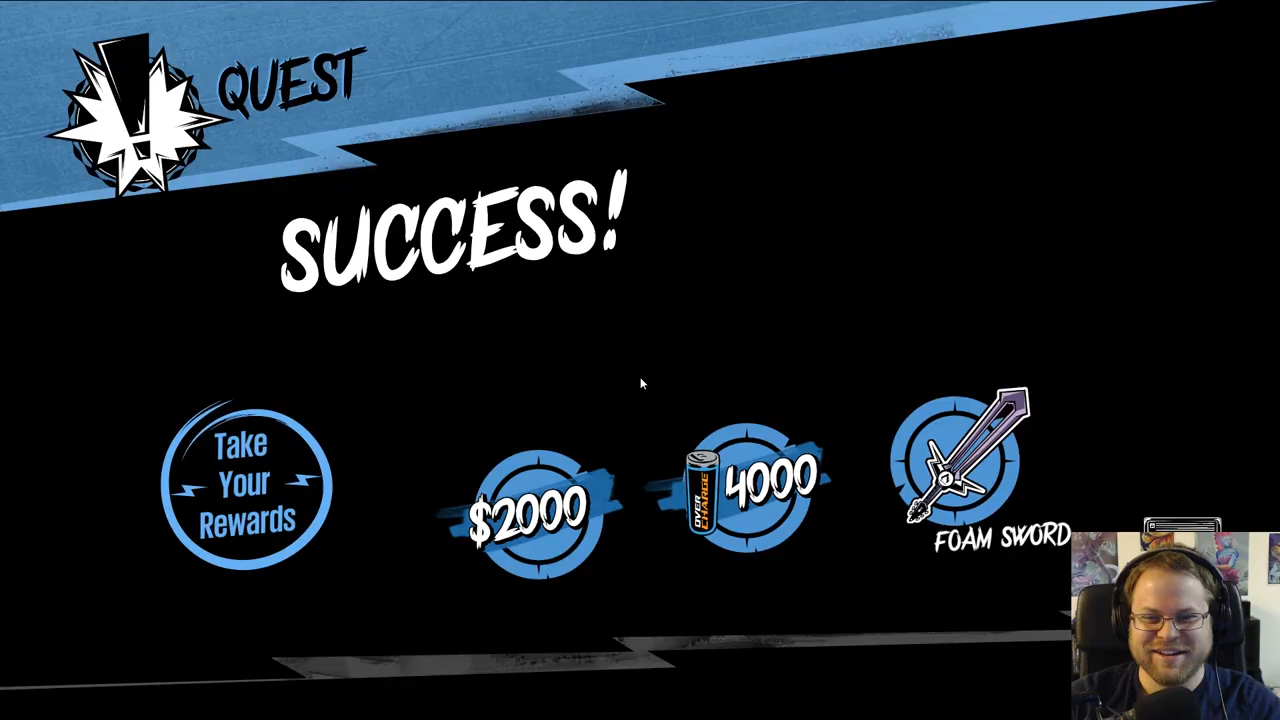 QUEST
SUCCESS!
Take
Your
Rewards
$2000
OVER
CHARGE
4000
FOAM SWORD